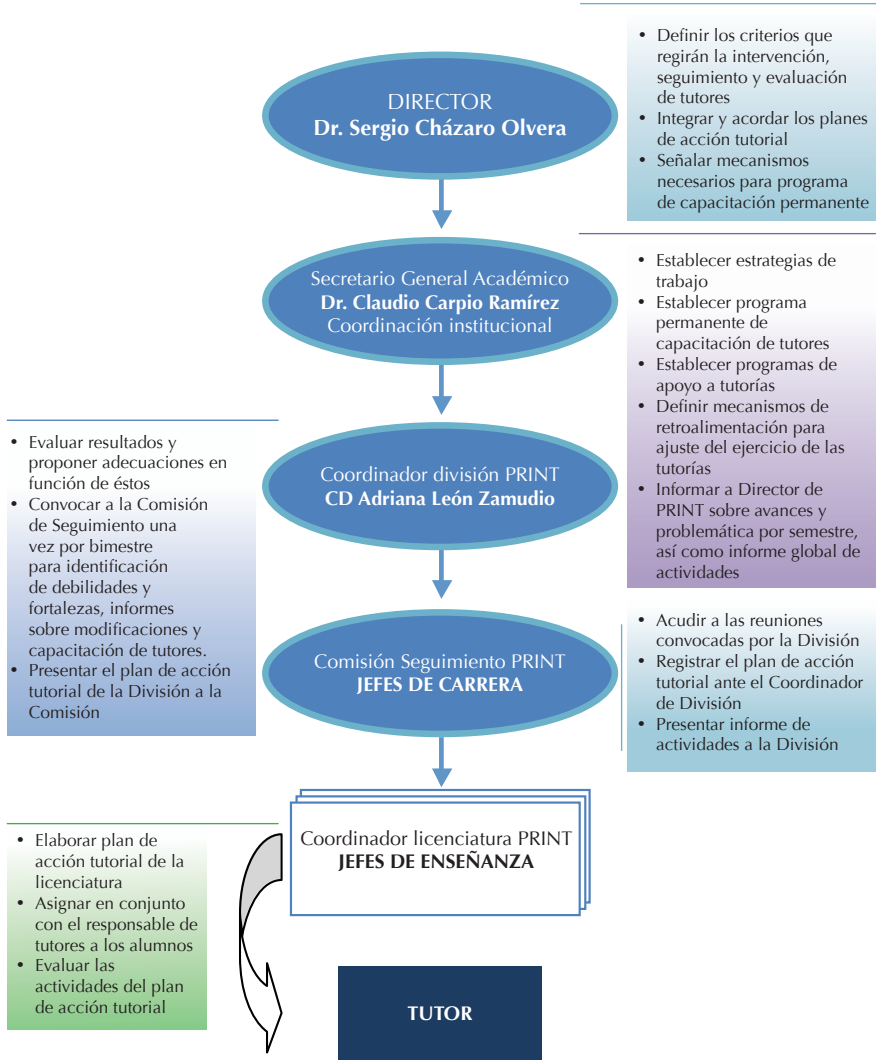 DIRECTOR
Dr. Sergio Cházaro Olvera
• Definir los criterios que
regirán la intervención,
seguimiento y evaluación
de tutores
• Integrar y acordar los planes
de acción tutorial
• Señalar mecanismos
necesarios para programa
de capacitación permanente
Secretario General Académico
Dr. Claudio Carpio Ramírez
Coordinación institucional
• Establecer estrategias de
trabajo
• Establecer programa
permanente de
capacitación de tutores
• Establecer programas de
apoyo a tutorías
• Definir mecanismos de
retroalimentación para
ajuste del ejercicio de las
tutorías
• Informar a Director de
PRINT sobre avances y
problemática por semestre,
así como informe global de
actividades
Coordinador división PRINT
CD Adriana León Zamudio
• Evaluar resultados y
proponer adecuaciones en
función de éstos
• Convocar a la Comisión
de Seguimiento una
vez por bimestre
para identificación
de debilidades y
fortalezas, informes
sobre modificaciones y
capacitación de tutores.
• Presentar el plan de acción
tutorial de la División a la
Comisión
Comisión Seguimiento PRINT
JEFES DE CARRERA
• Acudir a las reuniones
convocadas por la División
• Registrar el plan de acción
tutorial ante el Coordinador
de División
• Presentar informe de
actividades a la División
Coordinador licenciatura PRINT
JEFES DE ENSEÑANZA
• Elaborar plan de
acción tutorial de la
licenciatura
• Asignar en conjunto
con el responsable de
tutores a los alumnos
• Evaluar las
actividades del plan
de acción tutorial
TUTOR